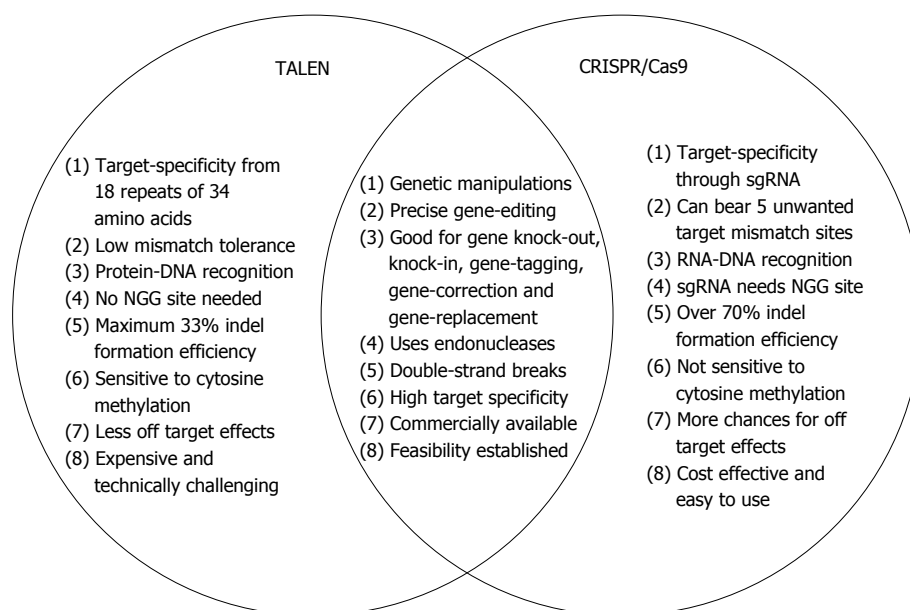 TALEN
CRISPR/Cas9
(1) Target-specificity from
18 repeats of 34
amino acids
(2) Low mismatch tolerance
(3) Protein-DNA recognition
(4) No NGG site needed
(5) Maximum 33% indel
formation efficiency
(6) Sensitive to cytosine
methylation
(7) Less off target effects
(8) Expensive and
technically challenging
(1) Genetic manipulations
(2) Precise gene-editing
(3) Good for gene knock-out,
knock-in, gene-tagging,
gene-correction and
gene-replacement
(4) Uses endonucleases
(5) Double-strand breaks
(6) High target specificity
(7) Commercially available
(8) Feasibility established
(1) Target-specificity
through sgRNA
(2) Can bear 5 unwanted
target mismatch sites
(3) RNA-DNA recognition
(4) sgRNA needs NGG site
(5) Over 70% indel
formation efficiency
(6) Not sensitive to
cytosine methylation
(7) More chances for off
target effects
(8) Cost effective and
easy to use